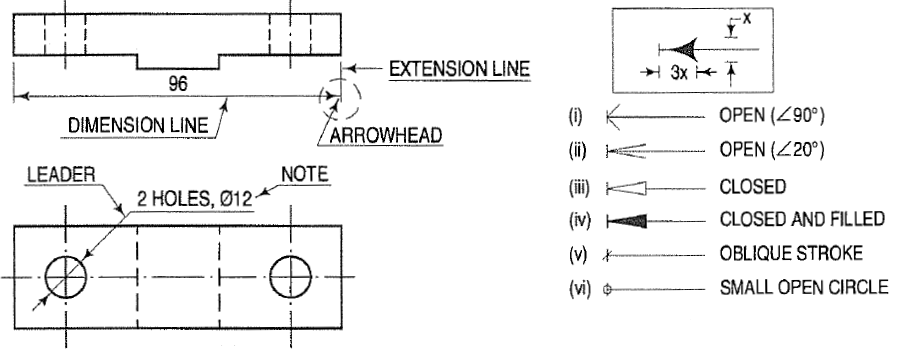 96
EXTENSION LINE
DIMENSION LINE
ARROWHEAD
LEADER
NOTE
2 HOLES, Ø12
x
3x
(i) OPEN (∠90°)
(ii) OPEN (∠20°)
(iii) CLOSED
(iv) CLOSED AND FILLED
(v) OBLIQUE STROKE
(vi) SMALL OPEN CIRCLE